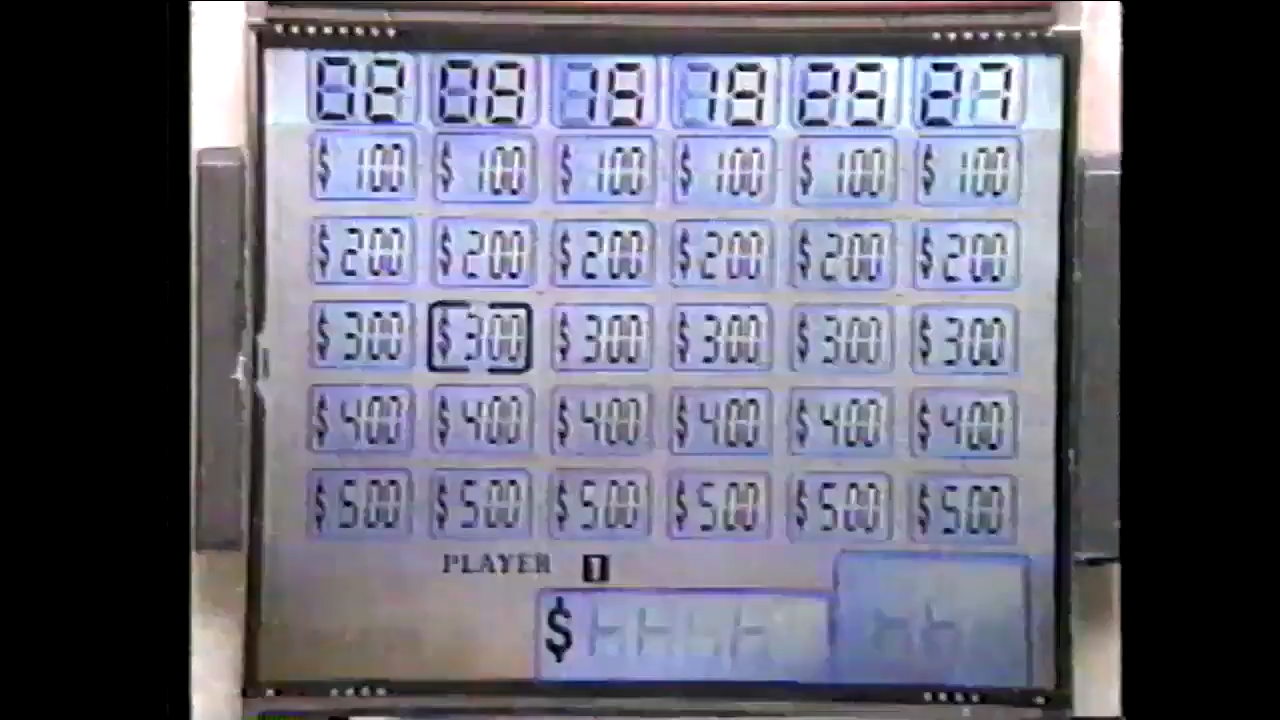 02 09 15 19 25 27
$100 $100 $100 $100 $100 $100
$200 $200 $200 $200 $200 $200
$300 $300 $300 $300 $300 $300
$400 $400 $400 $400 $400 $400
$500 $500 $500 $500 $500 $500
PLAYER 1
$